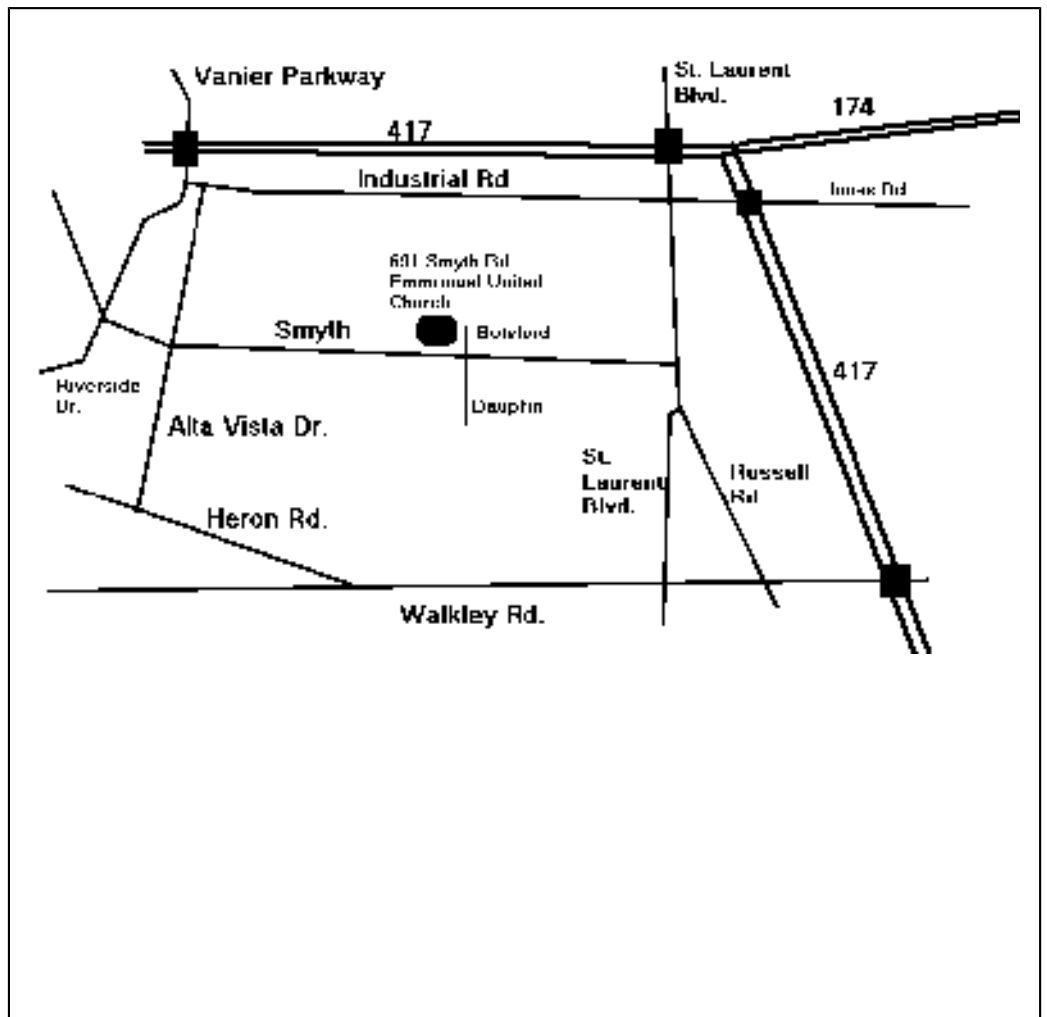 Vanier Parkway
St. Laurent
Blvd.
174
417
Industrial Rd
Innes Rd
691 Smyth Rd
Emmanuel United
Church
Smyth
Botsford
417
Riverside
Dr.
Dauphin
Alta Vista Dr.
St.
Laurent
Blvd.
Russell
Rd
Heron Rd.
Walkley Rd.